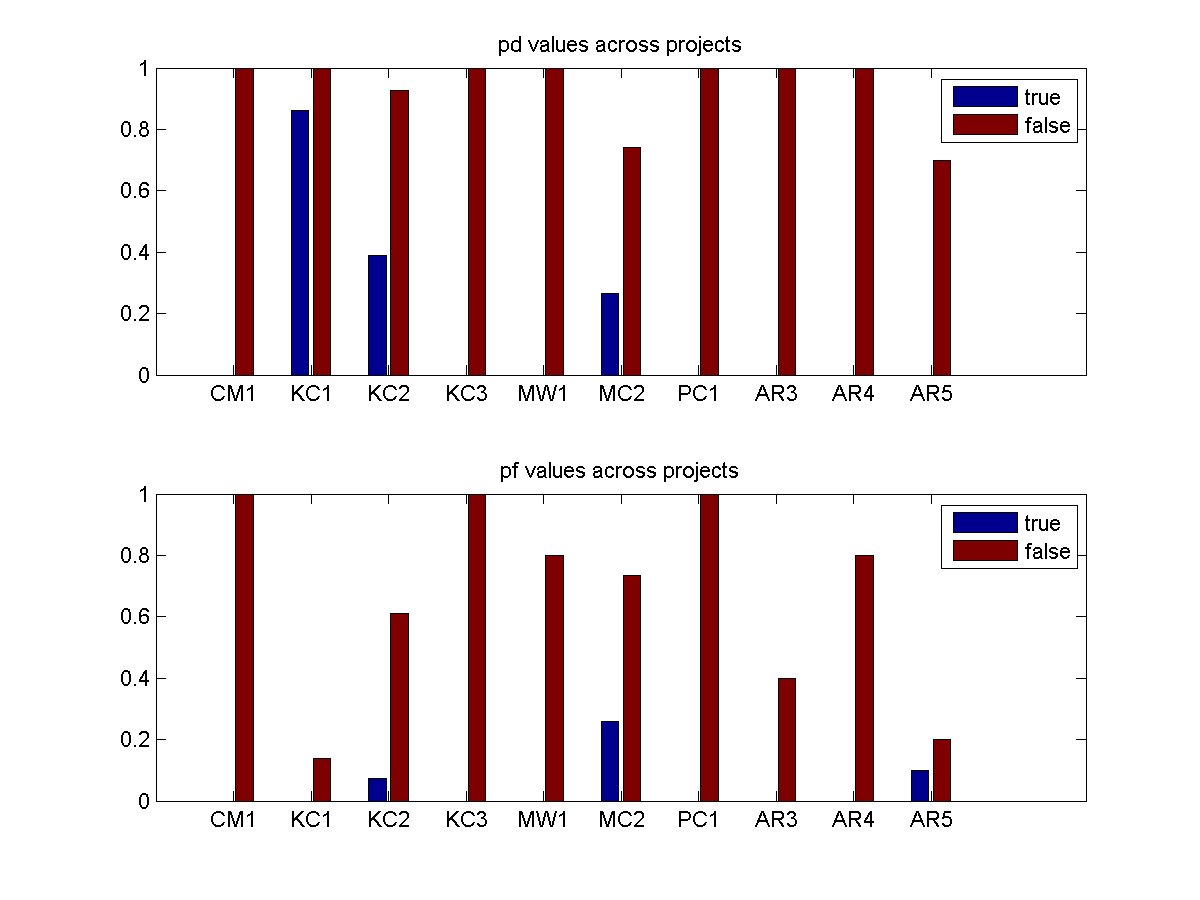 pd values across projects
1
0.8
0.6
0.4
0.2
0
true
false
CM1 KC1 KC2 KC3 MW1 MC2 PC1 AR3 AR4 AR5
pf values across projects
1
0.8
0.6
0.4
0.2
0
true
false
CM1 KC1 KC2 KC3 MW1 MC2 PC1 AR3 AR4 AR5